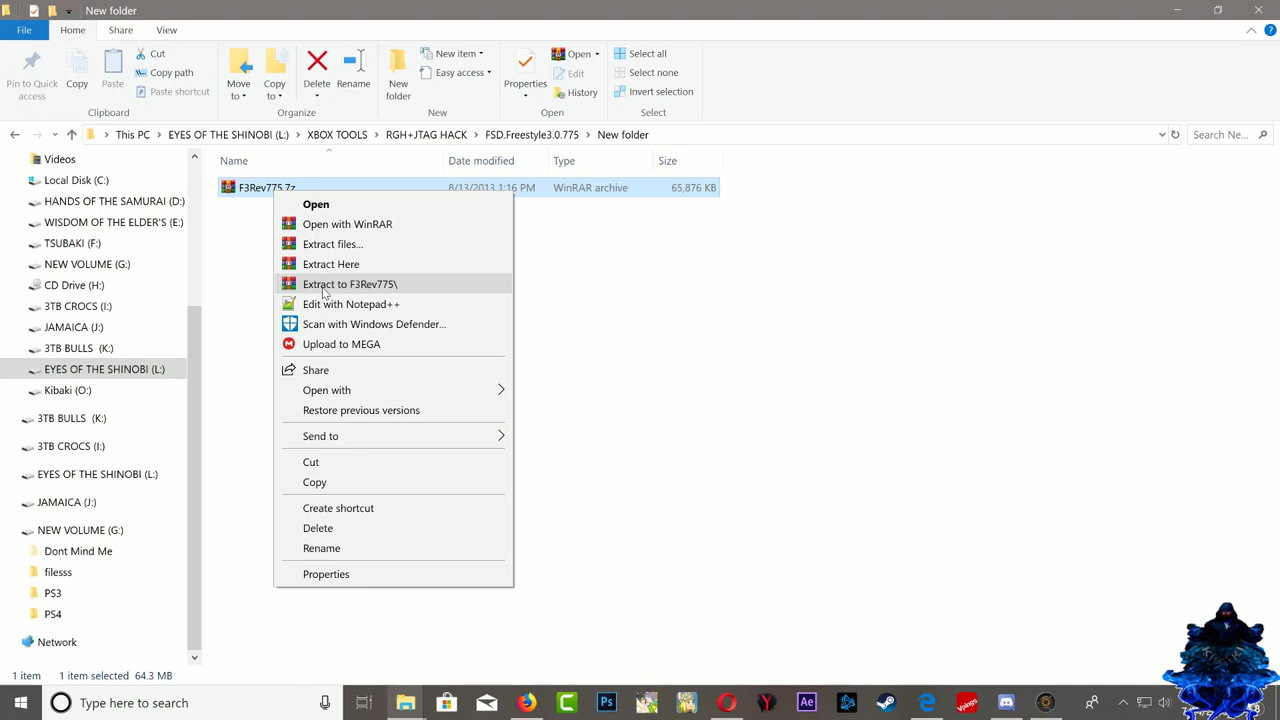 New folder
File Home Share View
Pin to Quick access
Copy
Paste
Cut
Copy path
Paste shortcut
Clipboard
Move to
Copy to
Delete
Rename
Organize
New folder
New item
Easy access
New
Properties
Open
Edit
History
Open
Select all
Select none
Invert selection
Select
This PC > EYES OF THE SHINOBI (L:) > XBOX TOOLS > RGH+JTAG HACK > FSD.Freestyle3.0.775 > New folder
Search Ne...
Name Date modified Type Size
F3Rev775.7z 8/13/2013 1:16 PM WinRAR archive 65,876 KB
Videos
Local Disk (C:)
HANDS OF THE SAMURAI (D:)
WISDOM OF THE ELDER'S (E:)
TSUBAKI (F:)
NEW VOLUME (G:)
CD Drive (H:)
3TB CROCS (I:)
JAMAICA (J:)
3TB BULLS (K:)
EYES OF THE SHINOBI (L:)
Kibaki (O:)
3TB BULLS (K:)
3TB CROCS (I:)
EYES OF THE SHINOBI (L:)
JAMAICA (J:)
NEW VOLUME (G:)
Dont Mind Me
filesss
PS3
PS4
Network
Open
Open with WinRAR
Extract files...
Extract Here
Extract to F3Rev775\
Edit with Notepad++
Scan with Windows Defender...
Upload to MEGA
Share
Open with
Restore previous versions
Send to
Cut
Copy
Create shortcut
Delete
Rename
Properties
1 item 1 item selected 64.3 MB
Type here to search
Ps
Ae
Vpings